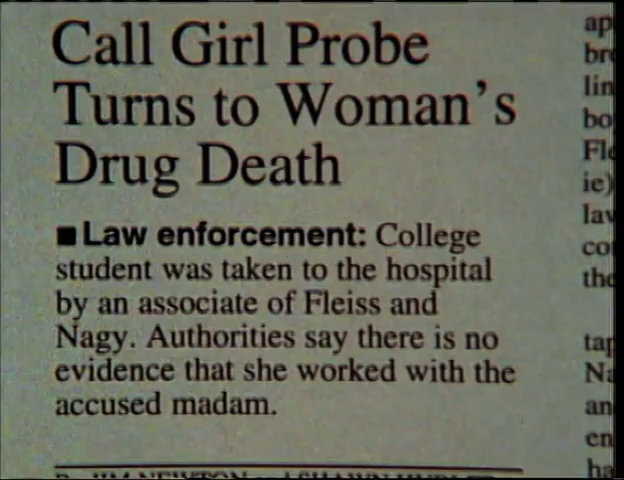 Call Girl Probe
Turns to Woman's
Drug Death
■ Law enforcement: College
student was taken to the hospital
by an associate of Fleiss and
Nagy. Authorities say there is no
evidence that she worked with the
accused madam.